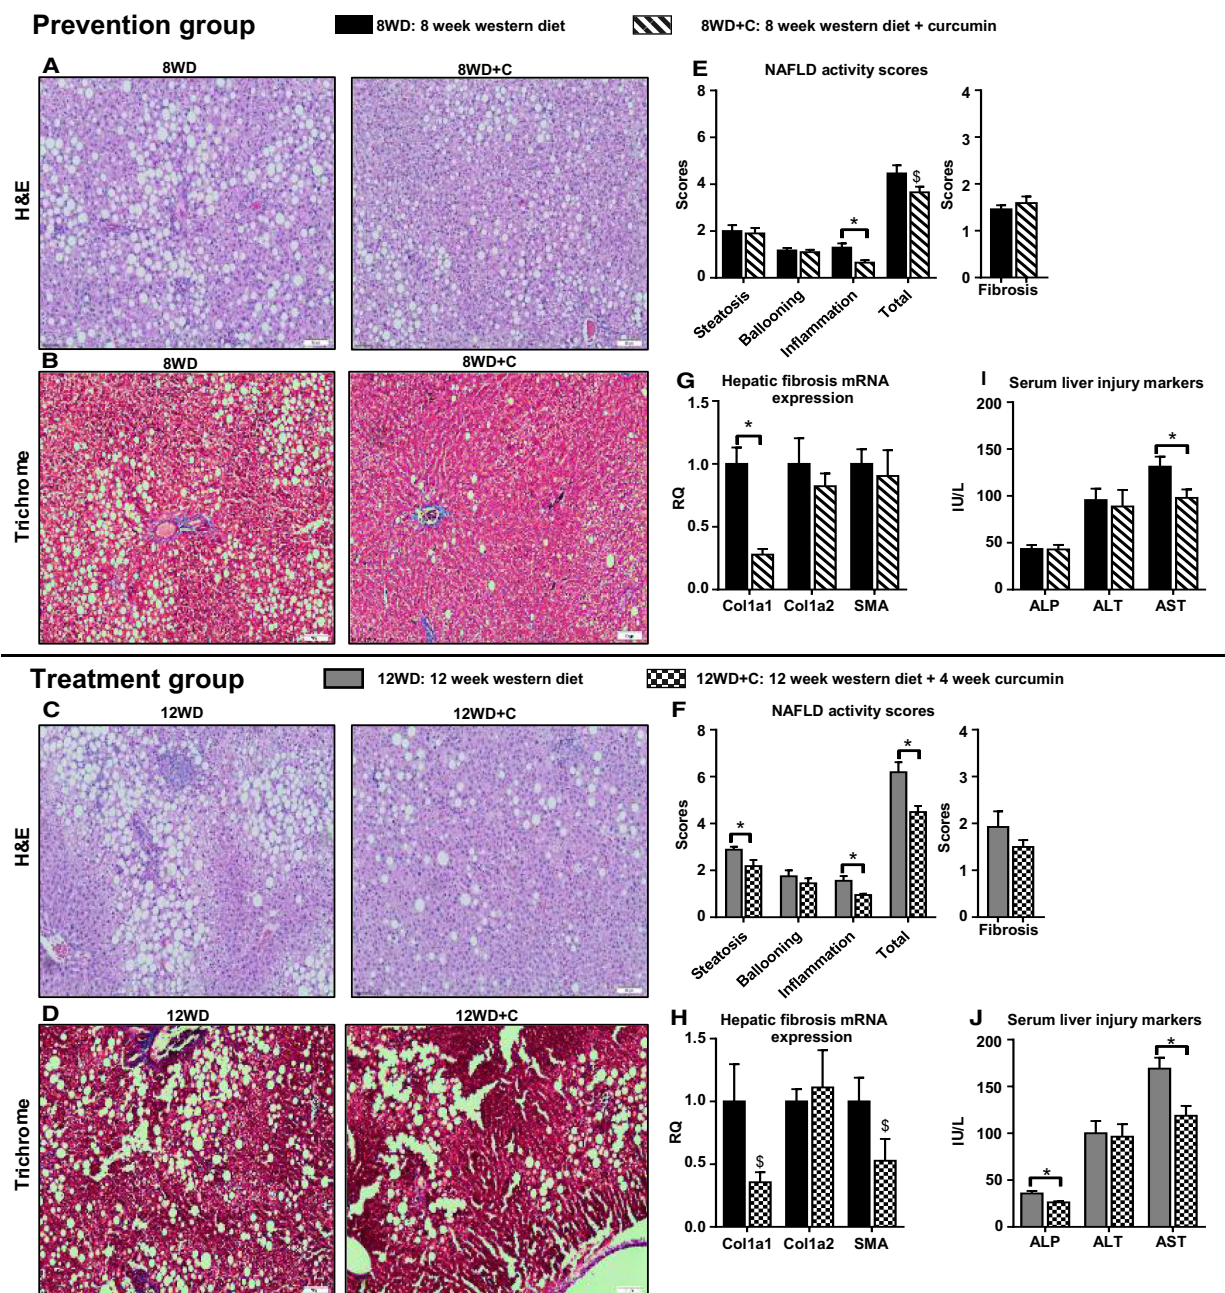 Prevention group
8WD: 8 week western diet
8WD+C: 8 week western diet + curcumin
A
8WD
8WD+C
H&E
B
8WD
8WD+C
Trichrome
E
NAFLD activity scores
Scores
8
6
4
2
0
*
$
Steatosis
Ballooning
Inflammation
Total
Scores
4
3
2
1
0
Fibrosis
G
Hepatic fibrosis mRNA
expression
RQ
1.5
1.0
0.5
0.0
*
Col1a1
Col1a2
SMA
I
Serum liver injury markers
IU/L
200
150
100
50
0
*
ALP
ALT
AST
Treatment group
12WD: 12 week western diet
12WD+C: 12 week western diet + 4 week curcumin
C
12WD
12WD+C
H&E
D
12WD
12WD+C
Trichrome
F
NAFLD activity scores
Scores
8
6
4
2
0
*
*
*
Steatosis
Ballooning
Inflammation
Total
Scores
4
3
2
1
0
Fibrosis
H
Hepatic fibrosis mRNA
expression
RQ
1.5
1.0
0.5
0.0
$
$
Col1a1
Col1a2
SMA
J
Serum liver injury markers
IU/L
200
150
100
50
0
*
*
ALP
ALT
AST